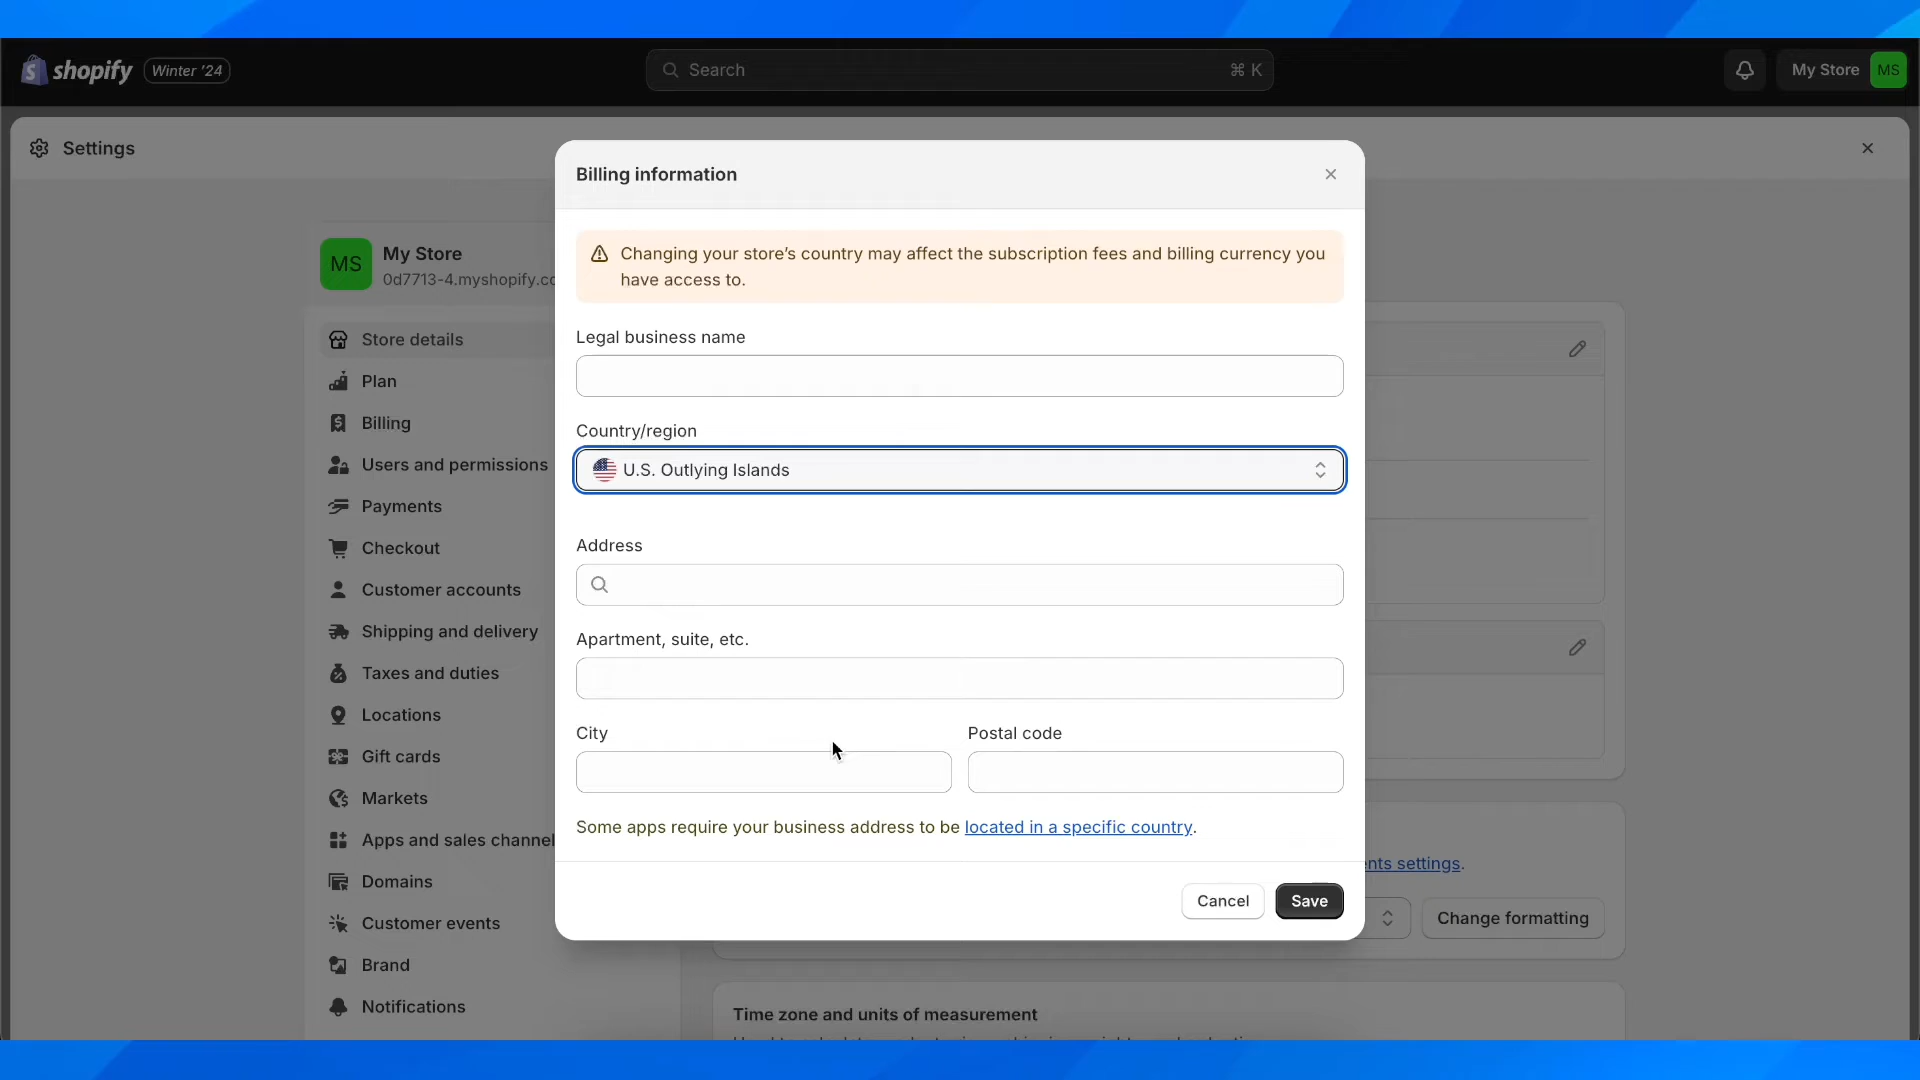 shopify
Winter '24
Search
⌘ K
My Store
MS
Settings
Billing information
Changing your store's country may affect the subscription fees and billing currency you
have access to.
Legal business name
Country/region
U.S. Outlying Islands
Address
Apartment, suite, etc.
City
Postal code
Some apps require your business address to be located in a specific country.
Cancel
Save
MS
My Store
0d7713-4.myshopify.co
Store details
Plan
Billing
Users and permissions
Payments
Checkout
Customer accounts
Shipping and delivery
Taxes and duties
Locations
Gift cards
Markets
Apps and sales channel
Domains
Customer events
Brand
Notifications
nts settings.
Change formatting
Time zone and units of measurement